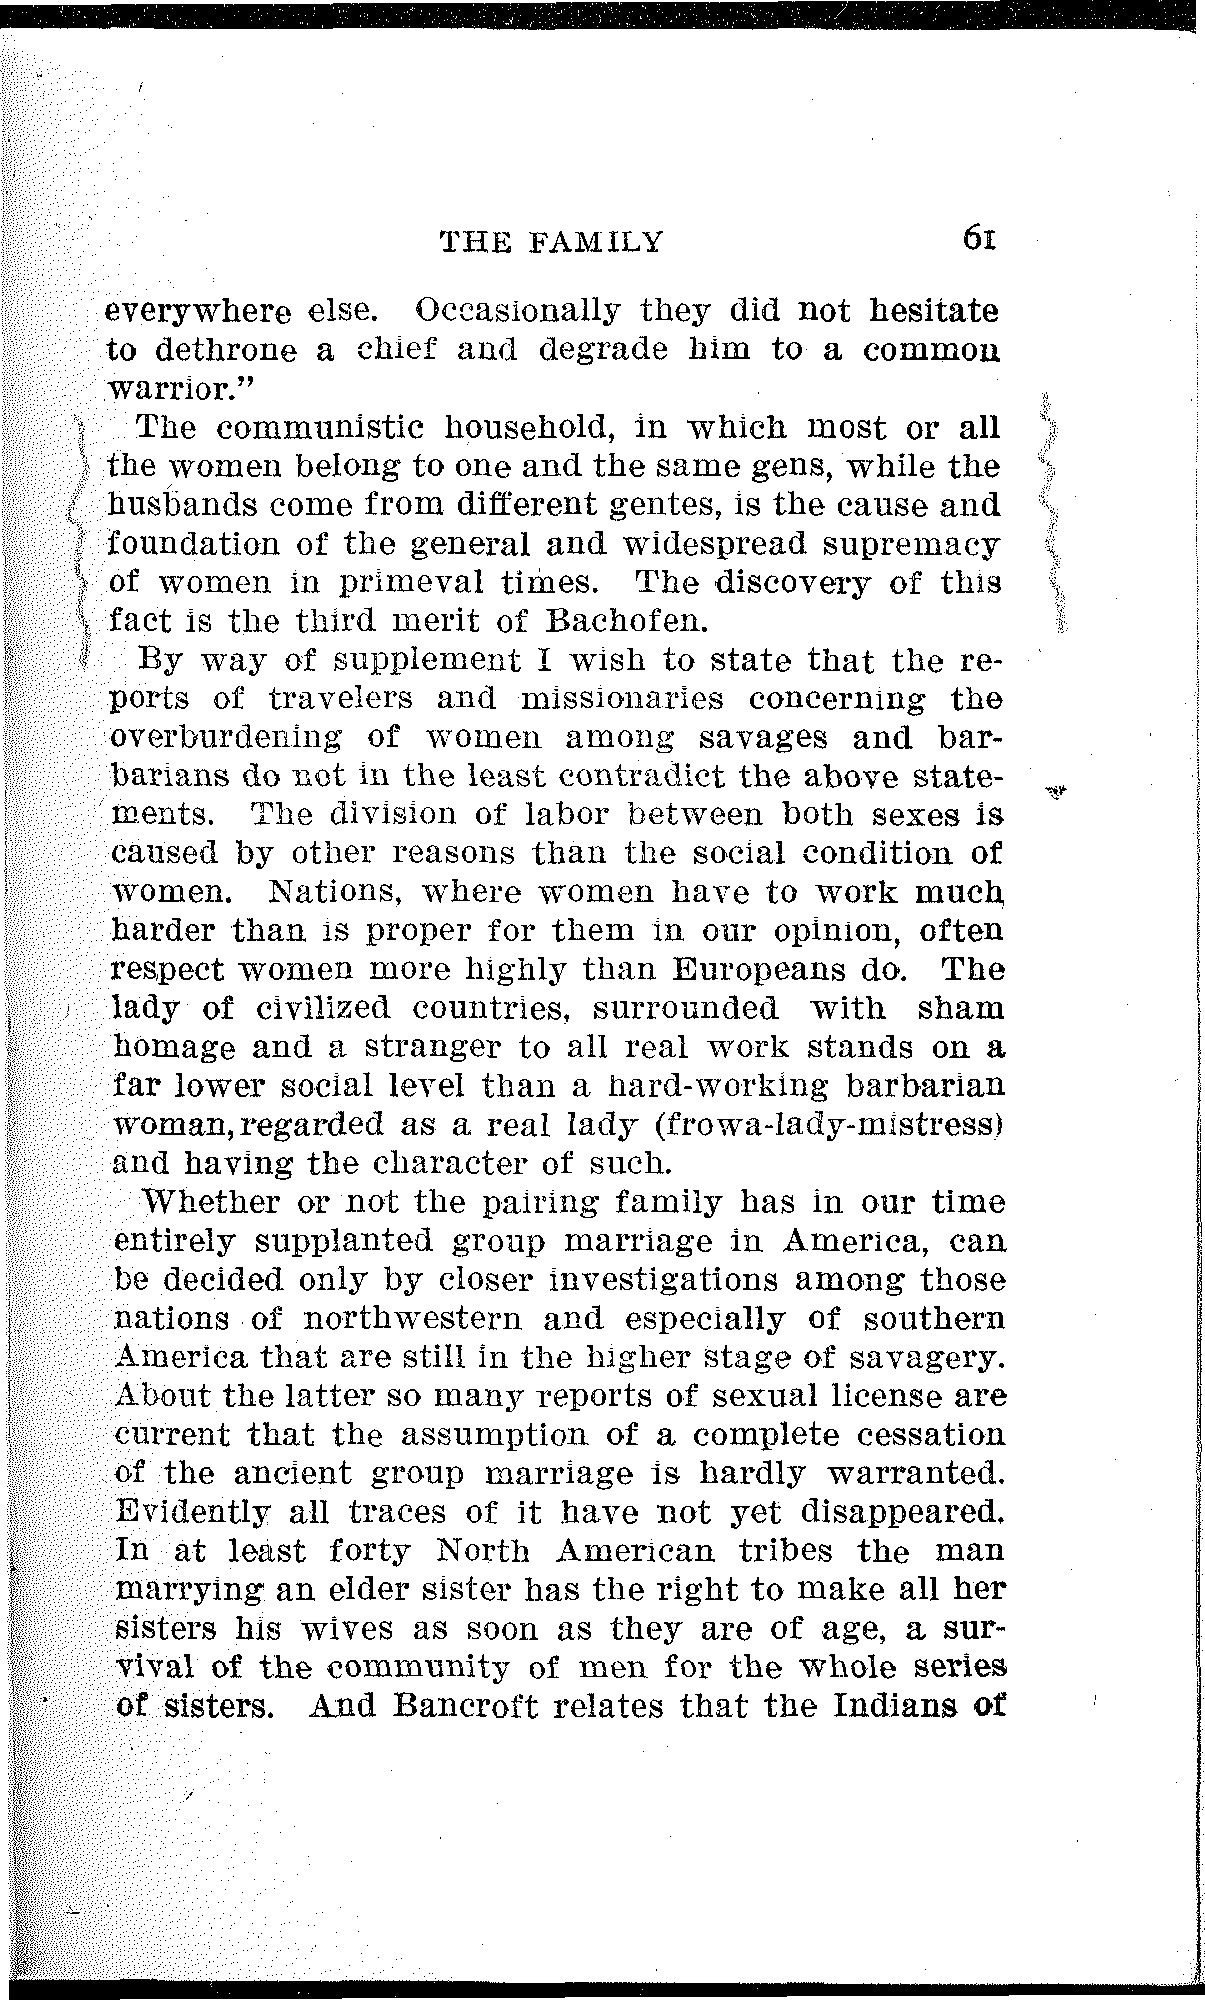 THE FAMILY 61
everywhere else. Occasionally they did not hesitate
to dethrone a chief and degrade him to a common
warrior."
The communistic household, in which most or all
the women belong to one and the same gens, while the
husbands come from different gentes, is the cause and
foundation of the general and widespread supremacy
of women in primeval times. The discovery of this
fact is the third merit of Bachofen.
By way of supplement I wish to state that the re-
ports of travelers and missionaries concerning the
overburdening of women among savages and bar-
barians do not in the least contradict the above state-
ments. The division of labor between both sexes is
caused by other reasons than the social condition of
women. Nations, where women have to work much
harder than is proper for them in our opinion, often
respect women more highly than Europeans do. The
lady of civilized countries, surrounded with sham
homage and a stranger to all real work stands on a
far lower social level than a hard-working barbarian
woman, regarded as a real lady (frowa-lady-mistress)
and having the character of such.
Whether or not the pairing family has in our time
entirely supplanted group marriage in America, can
be decided only by closer investigations among those
nations of northwestern and especially of southern
America that are still in the higher stage of savagery.
About the latter so many reports of sexual license are
current that the assumption of a complete cessation
of the ancient group marriage is hardly warranted.
Evidently all traces of it have not yet disappeared.
In at least forty North American tribes the man
marrying an elder sister has the right to make all her
sisters his wives as soon as they are of age, a sur-
vival of the community of men for the whole series
of sisters. And Bancroft relates that the Indians of